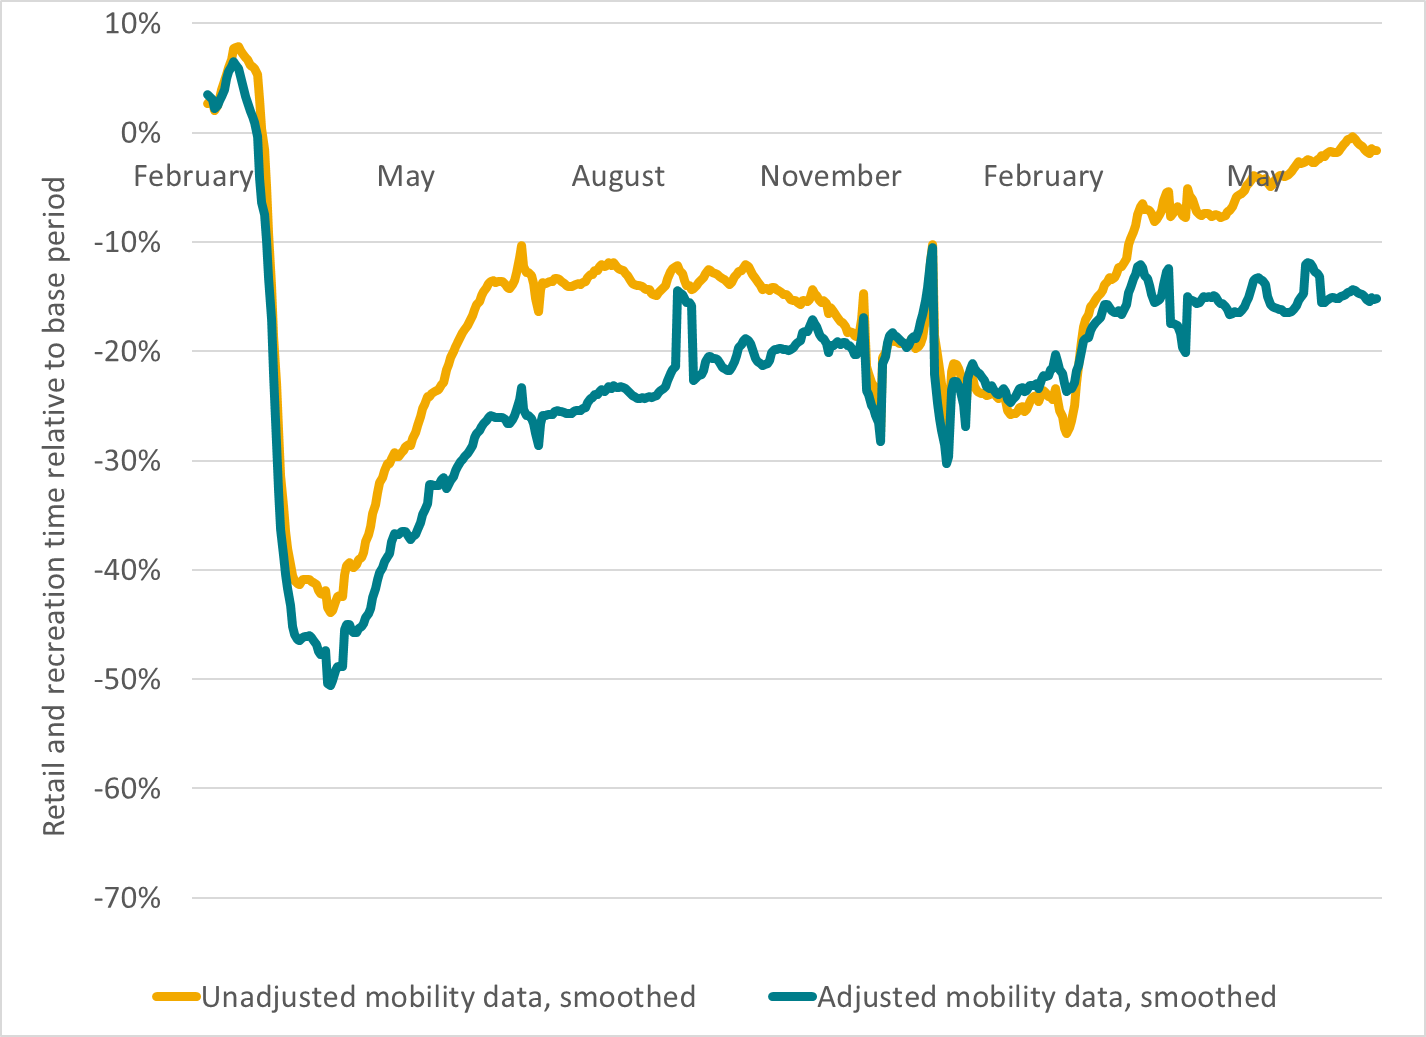 10%
0%
February May August November February May
-10%
-20%
-30%
-40%
-50%
-60%
-70%
Retail and recreation time relative to base period
Unadjusted mobility data, smoothed
Adjusted mobility data, smoothed